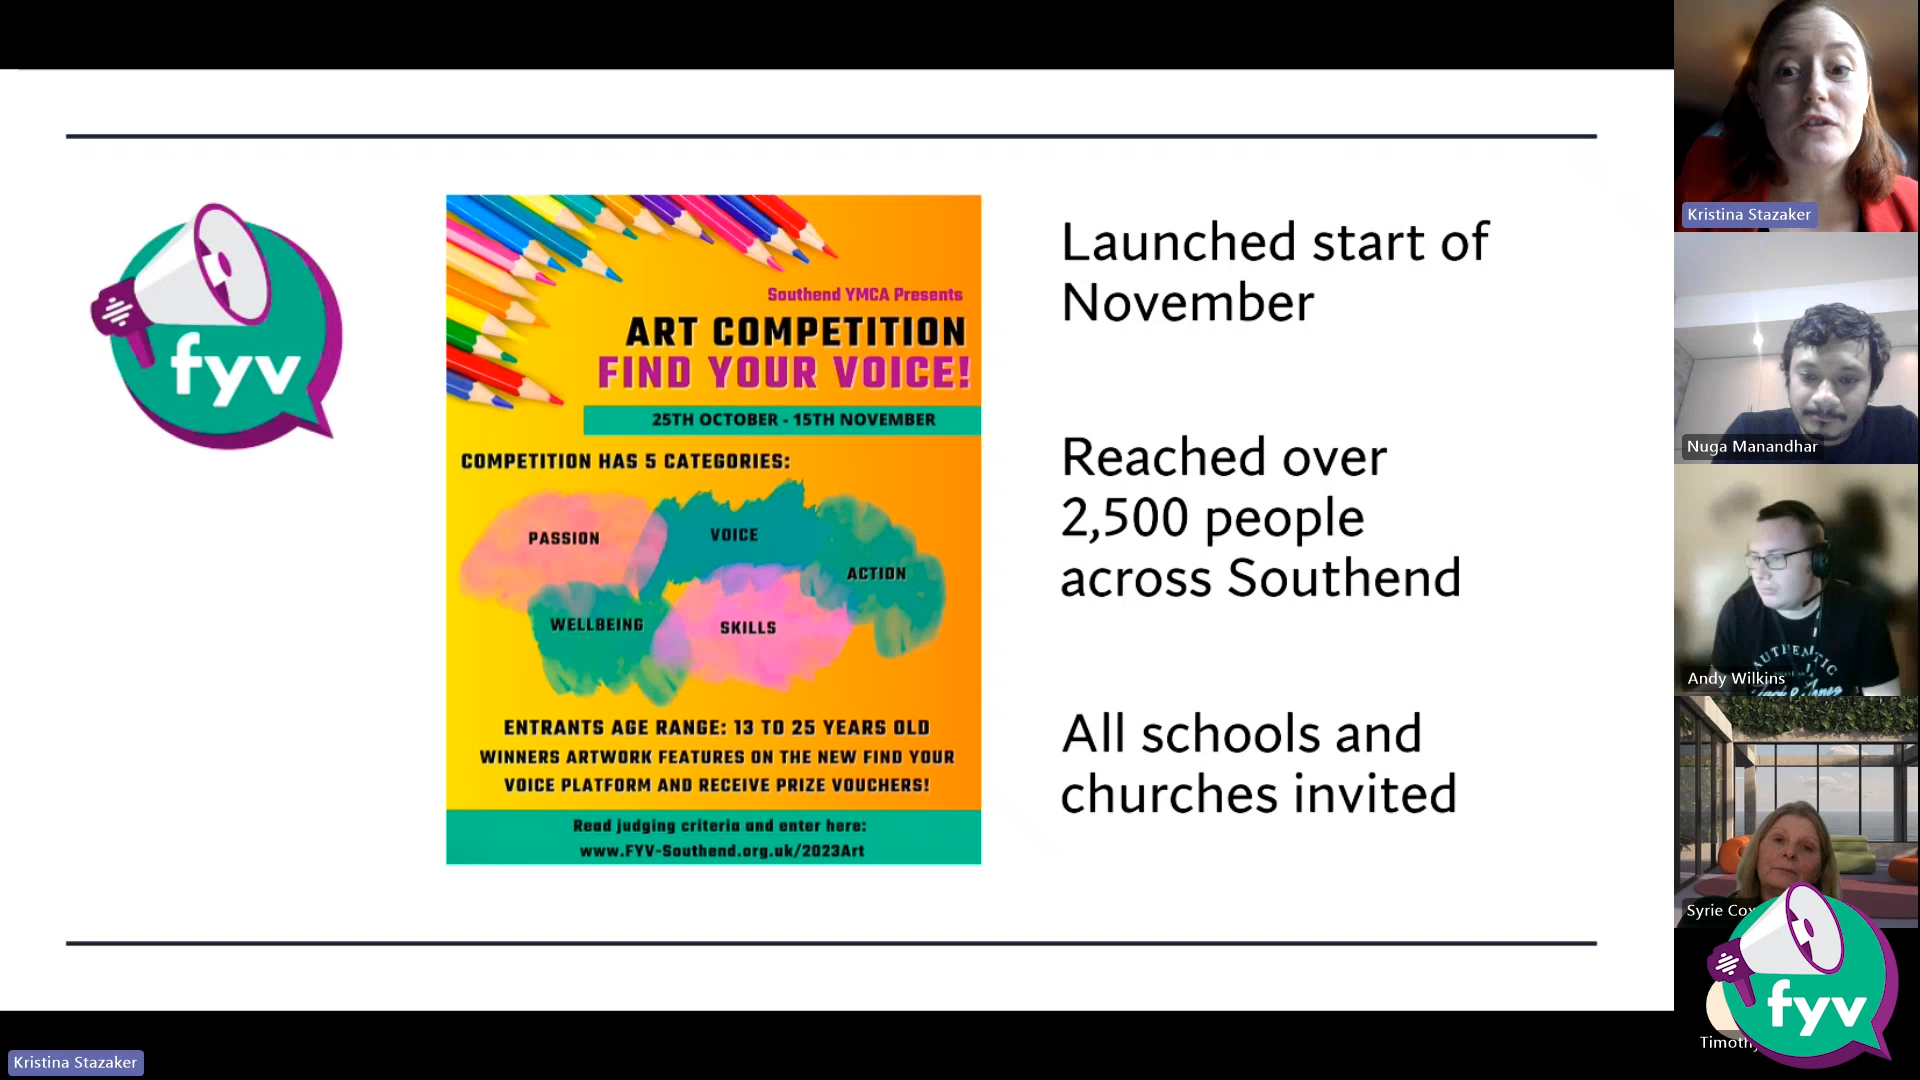 fyv
Southend YMCA Presents
ART COMPETITION
FIND YOUR VOICE!
25TH OCTOBER - 15TH NOVEMBER
COMPETITION HAS 5 CATEGORIES:
PASSION
VOICE
ACTION
WELLBEING
SKILLS
ENTRANTS AGE RANGE: 13 TO 25 YEARS OLD
WINNERS ARTWORK FEATURES ON THE NEW FIND YOUR
VOICE PLATFORM AND RECEIVE PRIZE VOUCHERS!
Read judging criteria and enter here:
www.FYV-Southend.org.uk/2023Art
Launched start of
November
Reached over
2,500 people
across Southend
All schools and
churches invited
Kristina Stazaker
Nuga Manandhar
AUTHENTIC
Andy Wilkins
Syrie Cox
fyv
Timothy
Kristina Stazaker